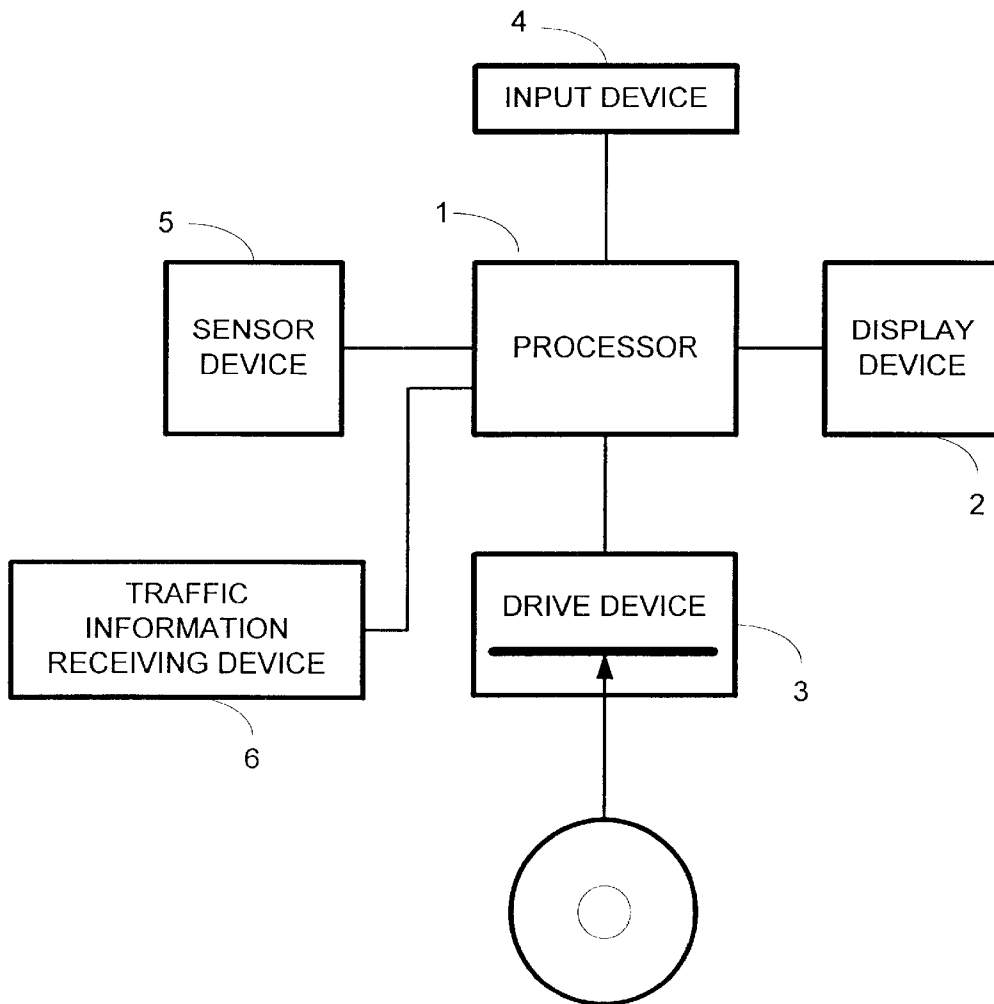 4
INPUT DEVICE
5
1
SENSOR
DEVICE
PROCESSOR
DISPLAY
DEVICE
2
TRAFFIC
INFORMATION
RECEIVING DEVICE
6
DRIVE DEVICE
3